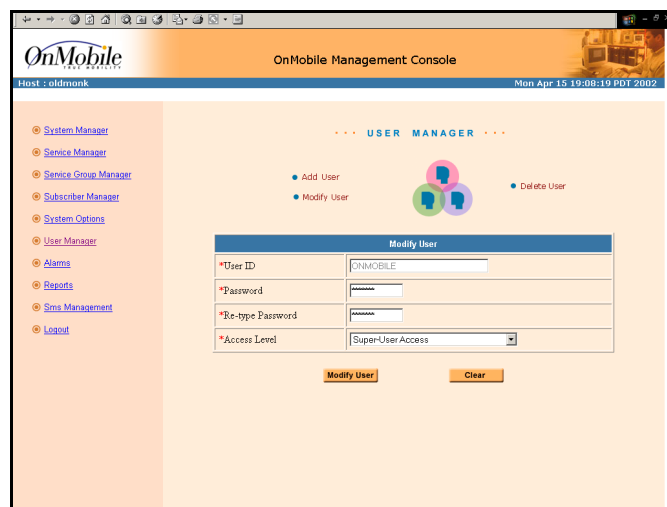 OnMobile
TRUE MOBILITY
OnMobile Management Console
Host : oldmonk
Mon Apr 15 19:08:19 PDT 2002
System Manager
Service Manager
Service Group Manager
Subscriber Manager
System Options
User Manager
Alarms
Reports
Sms Management
Logout
USER MANAGER
Add User
Modify User
Delete User
Modify User
*User ID ONMOBILE
*Password ********
*Re-type Password ********
*Access Level Super-User Access
Modify User Clear